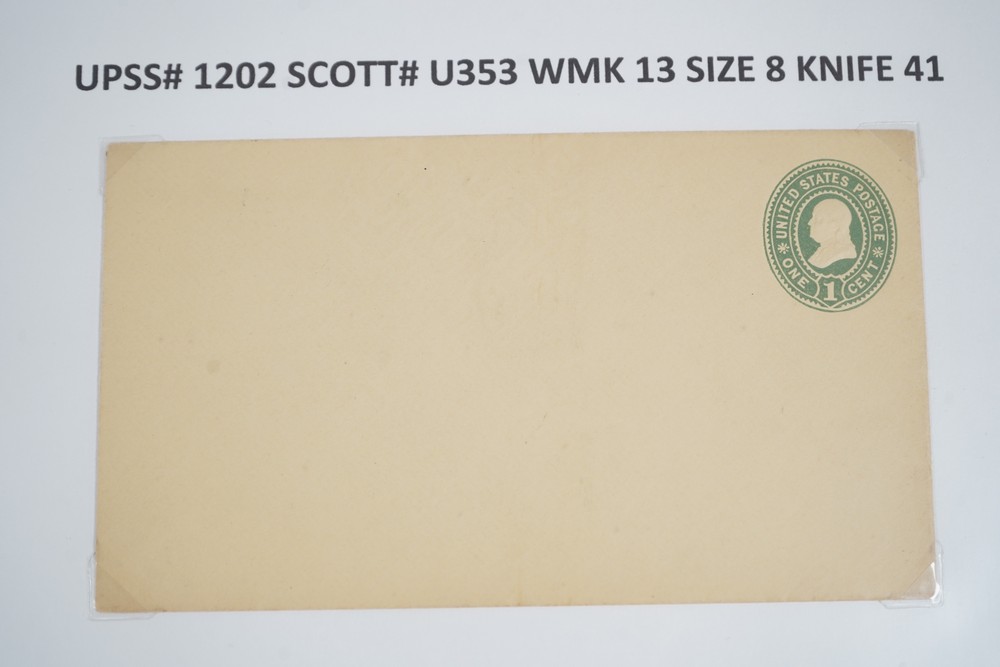 UPSS# 1202 SCOTT# U353 WMK 13 SIZE 8 KNIFE 41
UNITED STATES POSTAGE
ONE 1 CENT